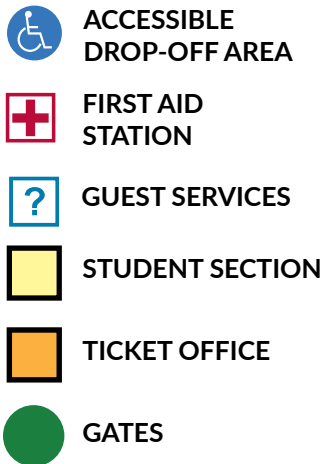 ACCESSIBLE
DROP-OFF AREA
FIRST AID
STATION
?
GUEST SERVICES
STUDENT SECTION
TICKET OFFICE
GATES